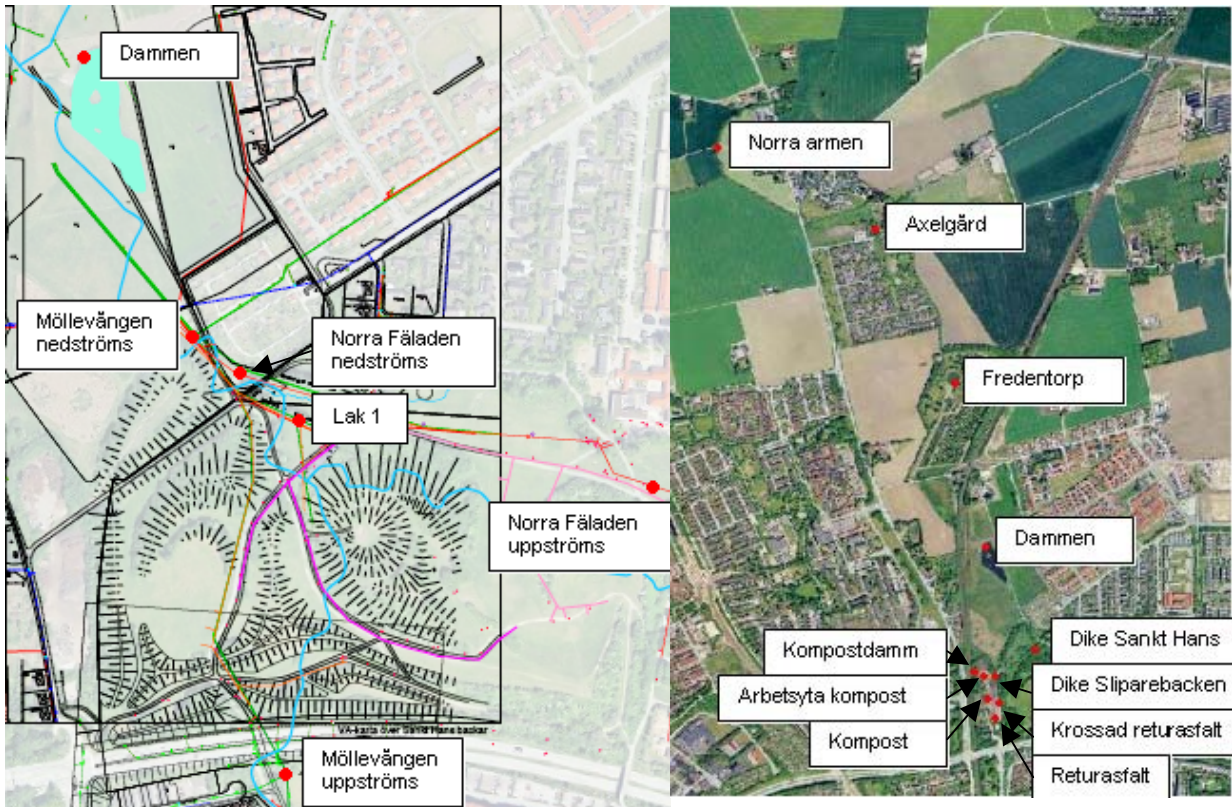 Dammen
Möllevången
nedströms
Norra Fäladen
nedströms
Lak 1
Norra Fäladen
uppströms
VA-karta över Sankt Hans backar
Möllevången
uppströms
Norra armen
Axelgård
Fredentorp
Dammen
Kompostdamm
Arbetsyta kompost
Kompost
Dike Sankt Hans
Dike Sliparebacken
Krossad returasfalt
Returasfalt